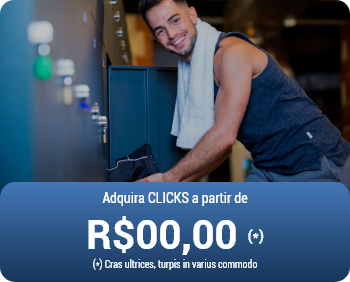 Adquira CLICKS a partir de
R$00,00 (*)
(*) Cras ultrices, turpis in varius commodo